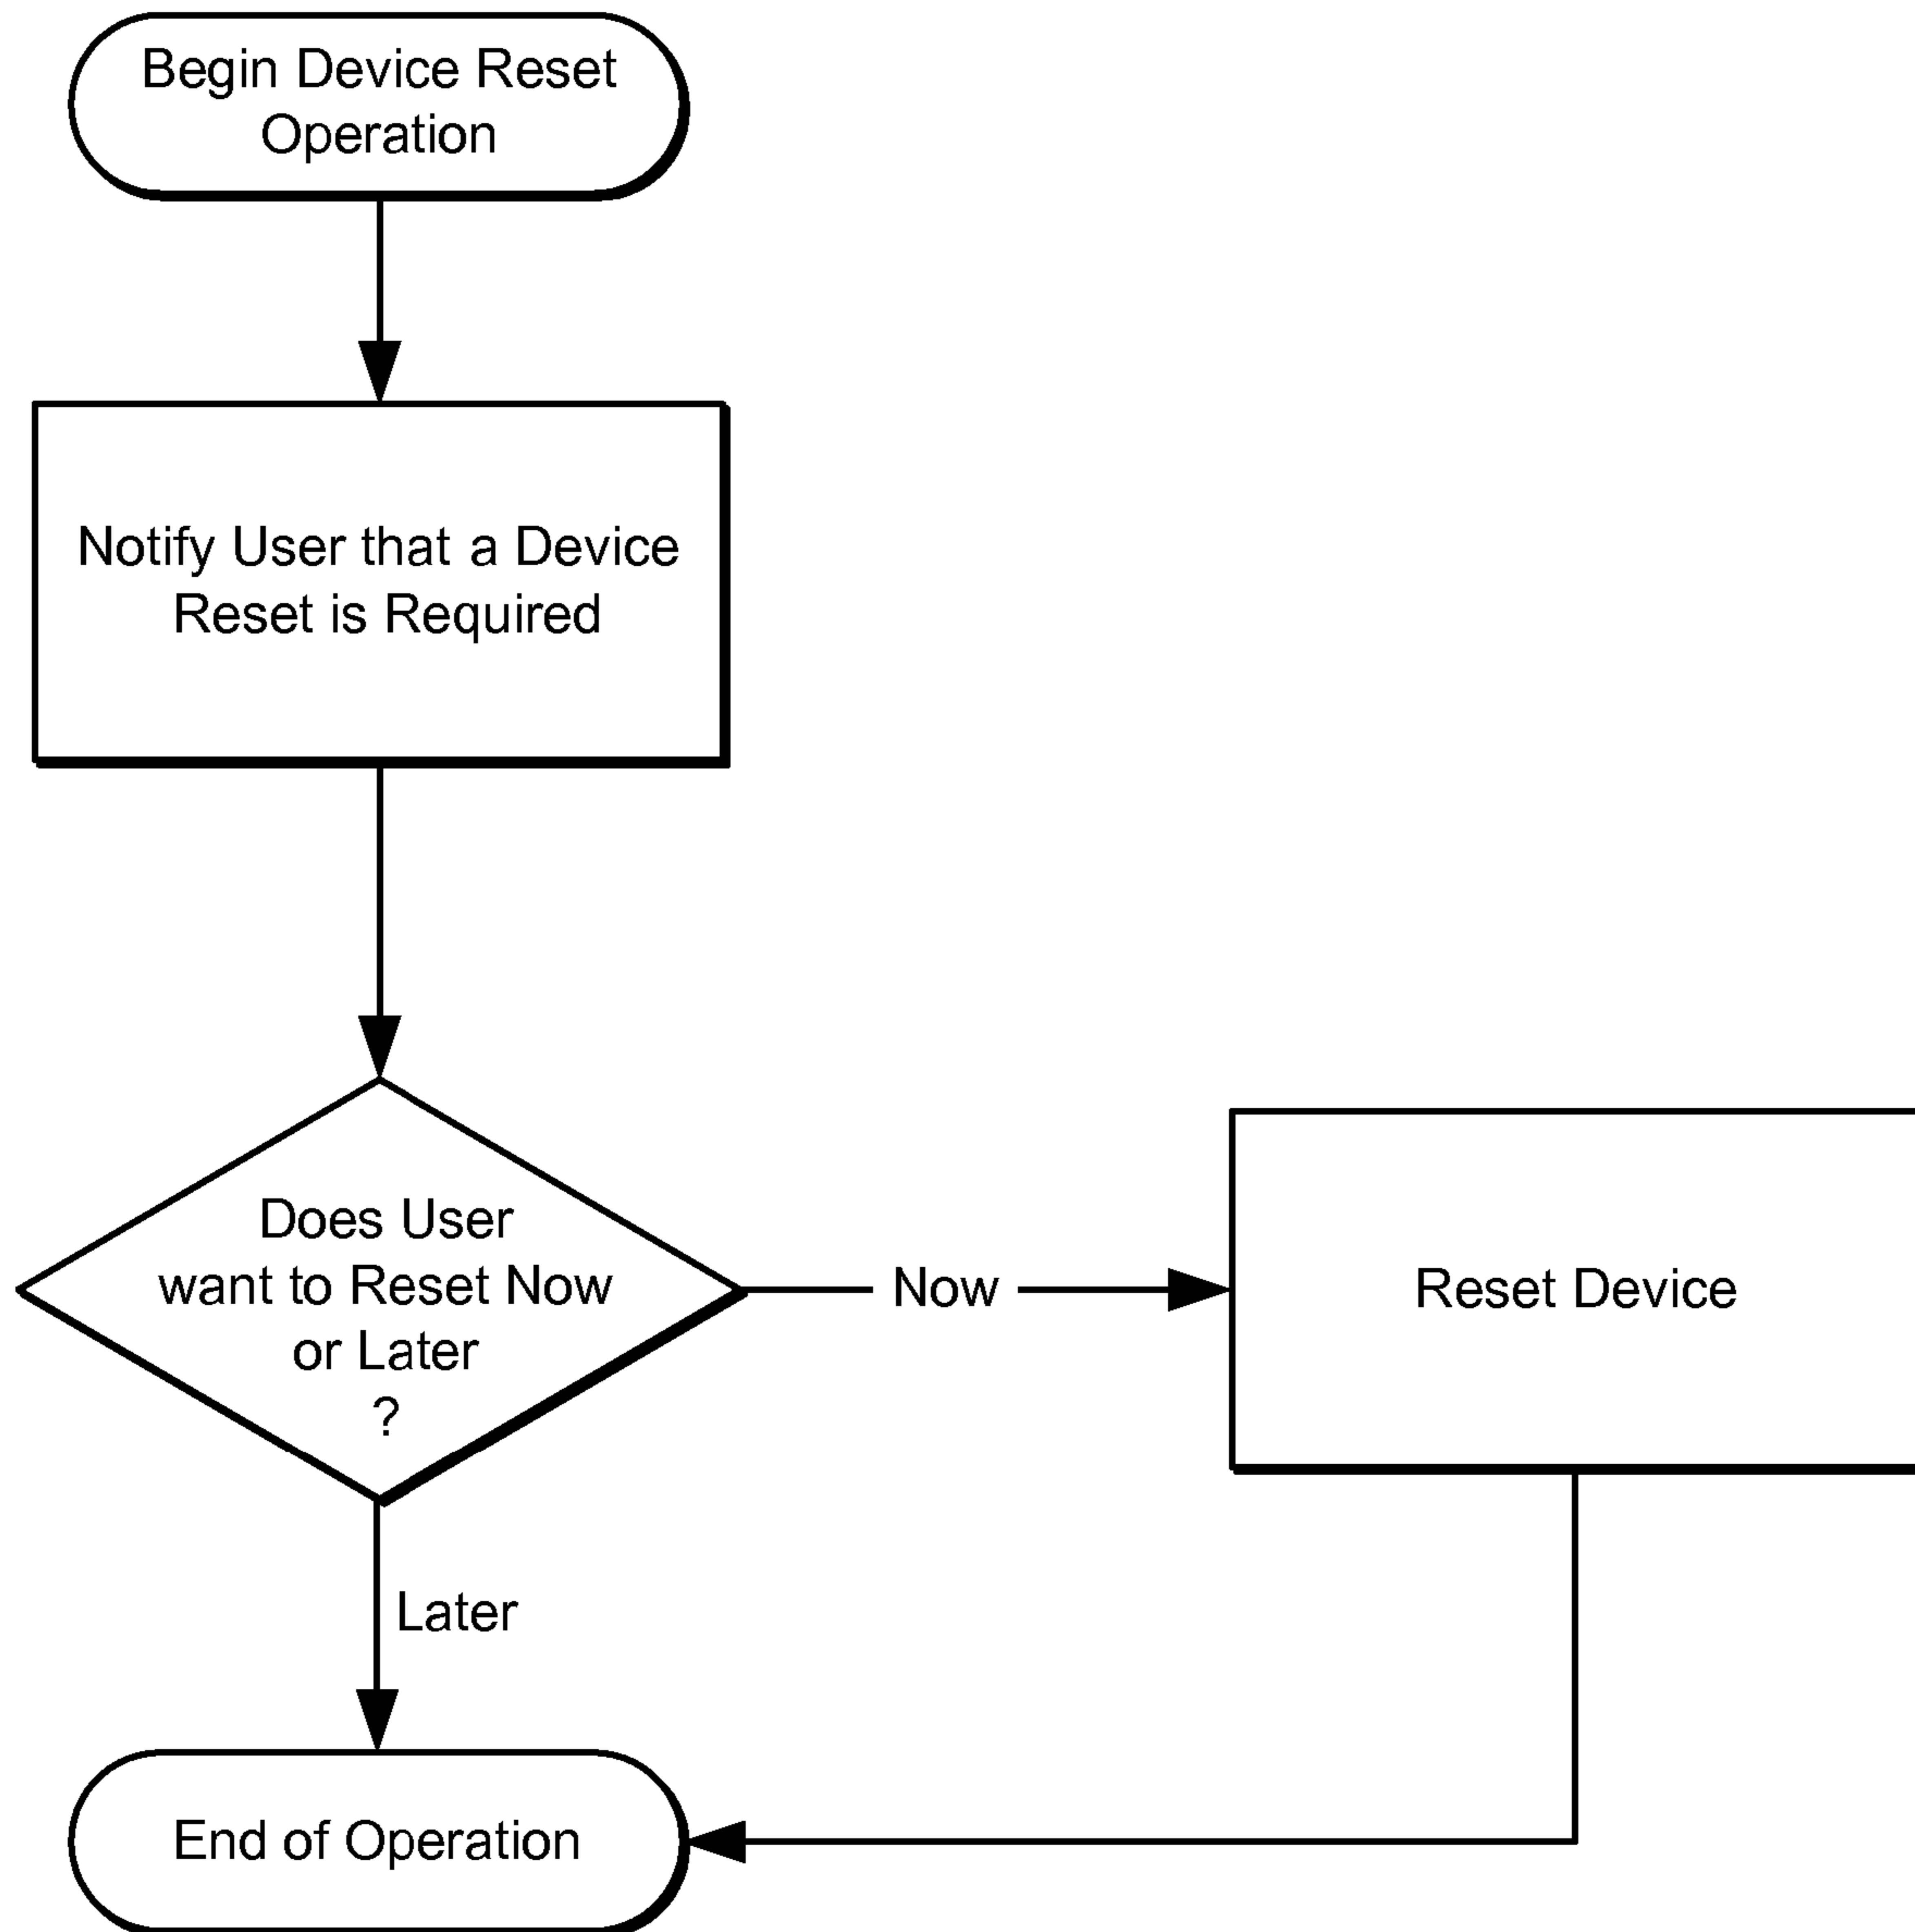 Begin Device Reset
Operation
Notify User that a Device
Reset is Required
Does User
want to Reset Now
or Later
?
Now
Reset Device
Later
End of Operation